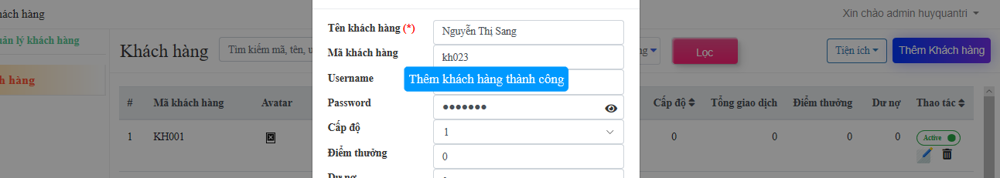 hách hàng
Xin chào admin huyquantri
uản lý khách hàng
h hàng
Khách hàng
Tìm kiếm mã, tên, u
ng
Lọc
Tiện ích
Thêm Khách hàng
Tên khách hàng (*)
Nguyễn Thị Sang
Mã khách hàng
kh023
Username
Thêm khách hàng thành công
Password
Cấp độ
1
Điểm thưởng
0
Dư nợ
# Mã khách hàng Avatar Cấp độ Tổng giao dịch Điểm thưởng Dư nợ Thao tác
1 KH001 0 0 0 0 Active